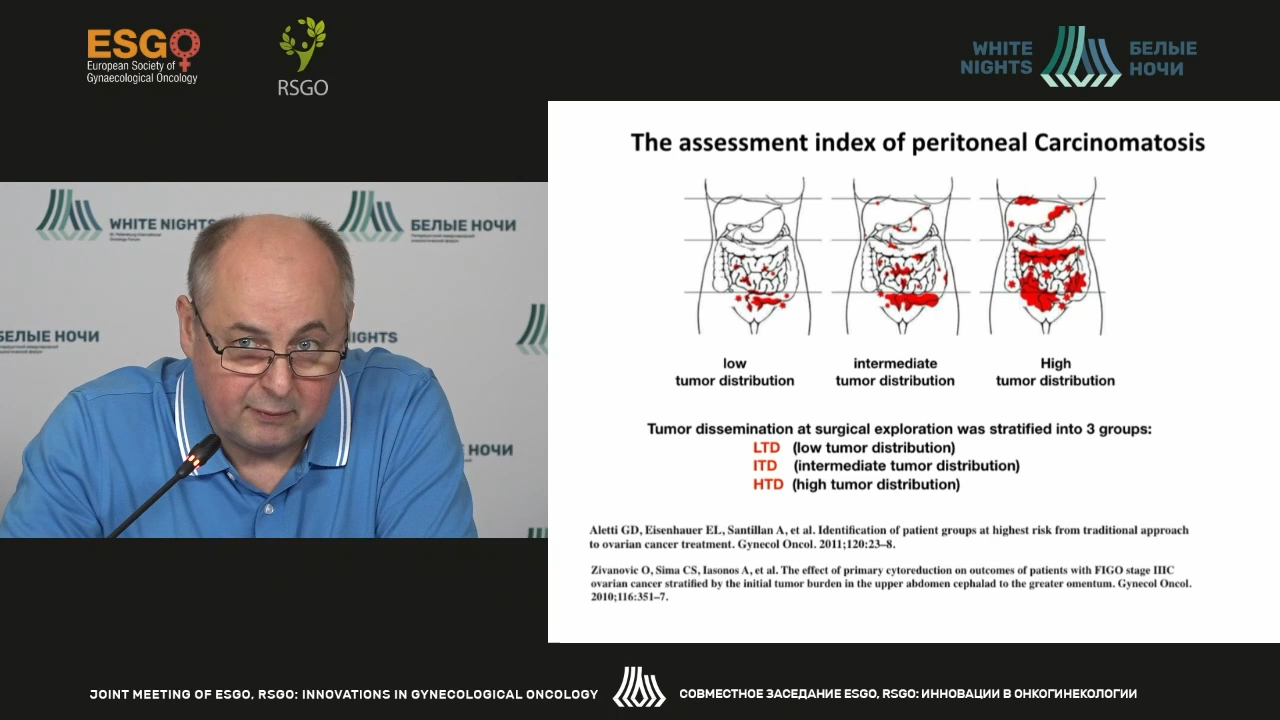 ESGO
European Society of
Gynaecological Oncology
RSGO
WHITE
NIGHTS
БЕЛЫЕ
НОЧИ
WHITE NIGHTS
БЕЛЫЕ НОЧИ
БЕЛЫЕ НОЧИ
NIGHTS
НОЧИ
The assessment index of peritoneal Carcinomatosis
low
tumor distribution
intermediate
tumor distribution
High
tumor distribution
Tumor dissemination at surgical exploration was stratified into 3 groups:
LTD (low tumor distribution)
ITD (intermediate tumor distribution)
HTD (high tumor distribution)
Aletti GD, Eisenhauer EL, Santillan A, et al. Identification of patient groups at highest risk from traditional approach
to ovarian cancer treatment. Gynecol Oncol. 2011;120:23–8.
Zivanovic O, Sima CS, Iasonos A, et al. The effect of primary cytoreduction on outcomes of patients with FIGO stage IIIC
ovarian cancer stratified by the initial tumor burden in the upper abdomen cephalad to the greater omentum. Gynecol Oncol.
2010;116:351–7.
JOINT MEETING OF ESGO, RSGO: INNOVATIONS IN GYNECOLOGICAL ONCOLOGY
СОВМЕСТНОЕ ЗАСЕДАНИЕ ESGO, RSGO: ИННОВАЦИИ В ОНКОГИНЕКОЛОГИИ